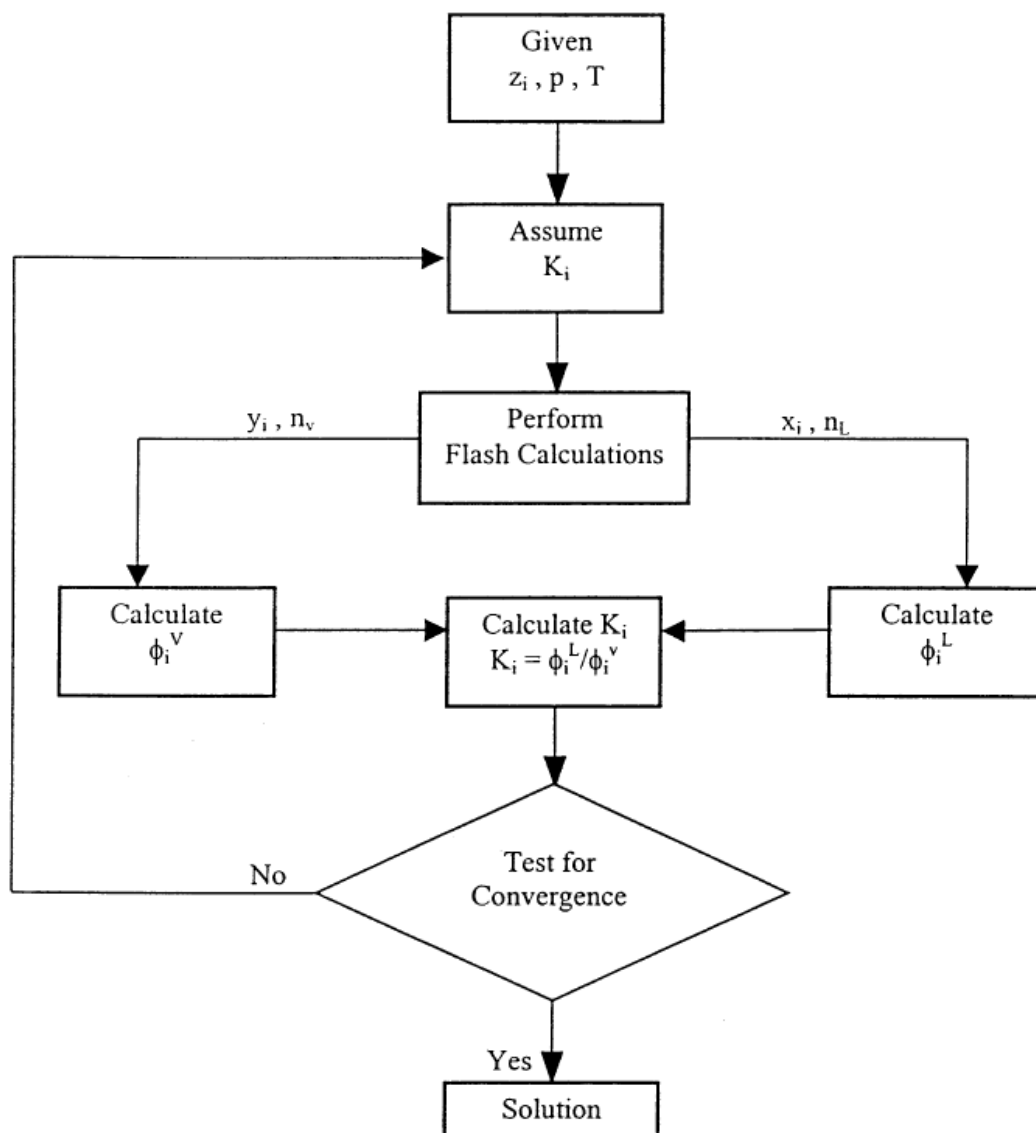 Given
zᵢ , p , T
Assume
Kᵢ
Perform
Flash Calculations
yᵢ , nᵥ
xᵢ , n_L
Calculate
ϕᵢⱽ
Calculate Kᵢ
Kᵢ = ϕᵢᴸ/ϕᵢᵛ
Calculate
ϕᵢᴸ
Test for
Convergence
No
Yes
Solution